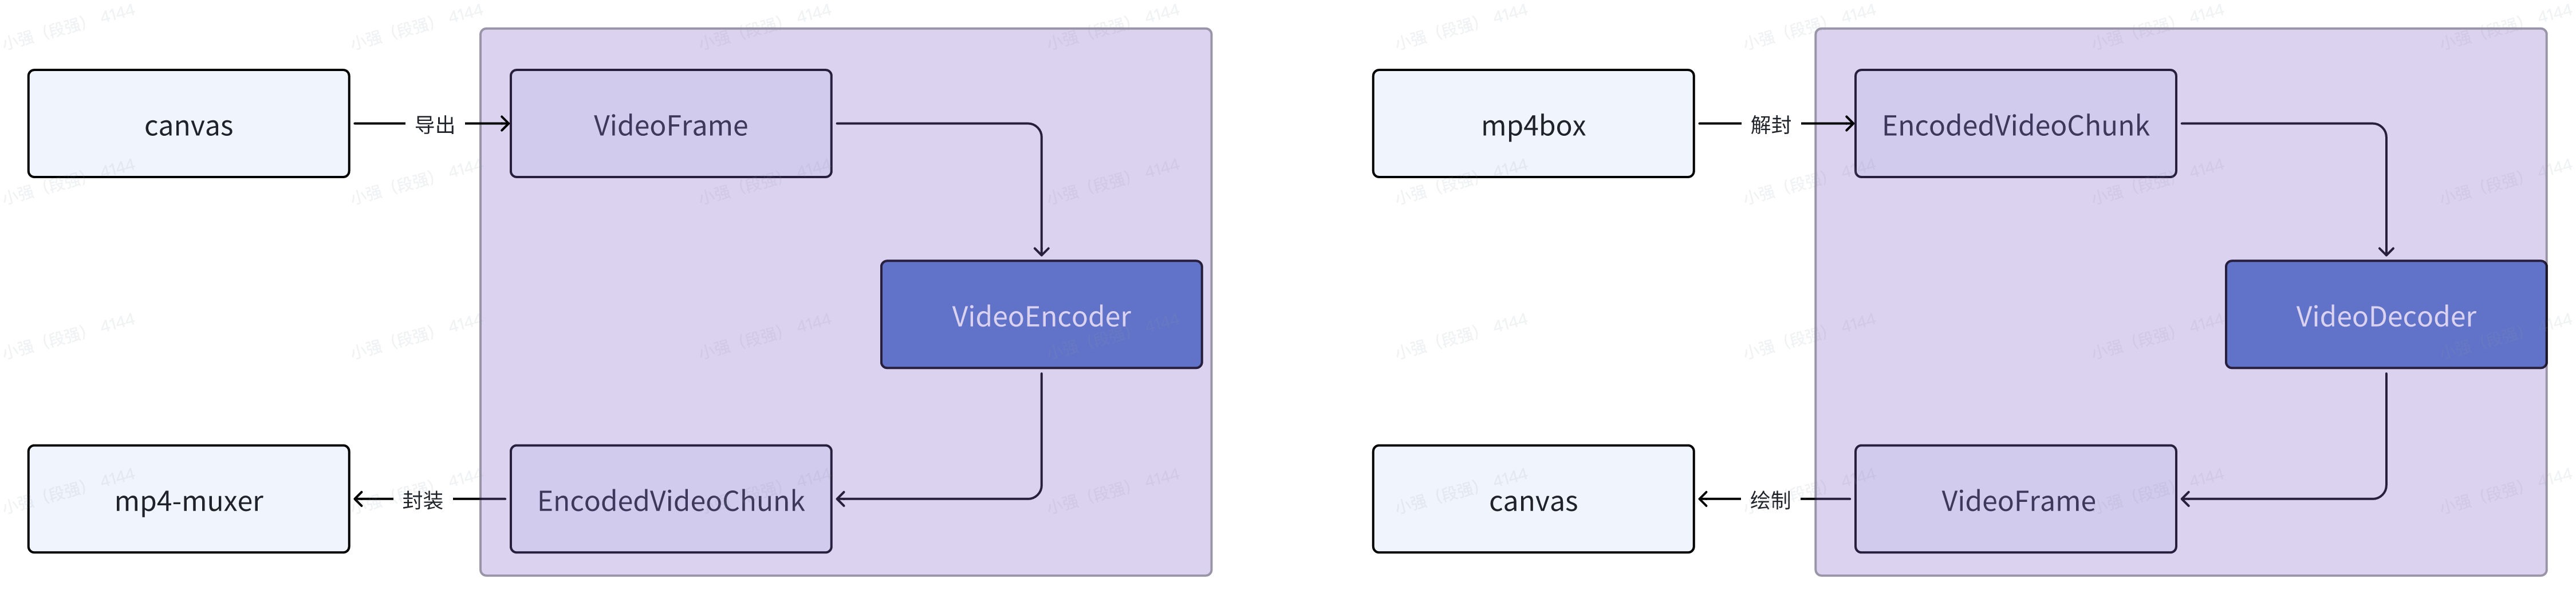 canvas
导出
VideoFrame
VideoEncoder
mp4-muxer
封装
EncodedVideoChunk
mp4box
解封
EncodedVideoChunk
VideoDecoder
canvas
绘制
VideoFrame
小强（段强） 4144